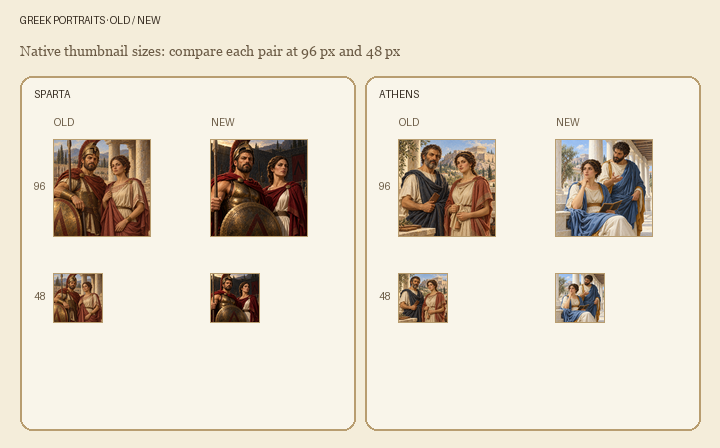 GREEK PORTRAITS · OLD / NEW
Native thumbnail sizes: compare each pair at 96 px and 48 px
SPARTA
OLD NEW
96
48
ATHENS
OLD NEW
96
48